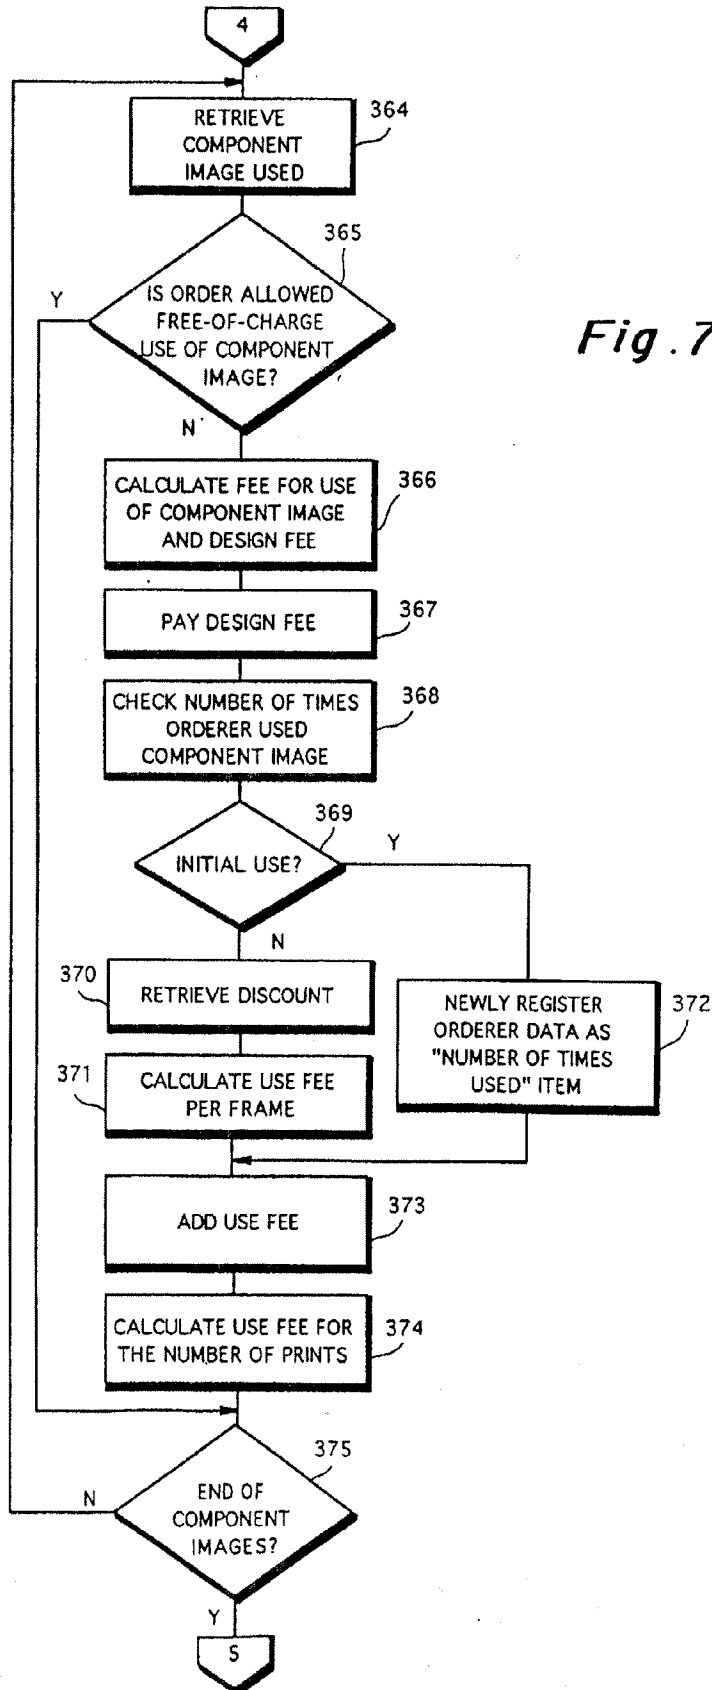 4
RETRIEVE
COMPONENT
IMAGE USED
364
365
Y
IS ORDER ALLOWED
FREE-OF-CHARGE
USE OF COMPONENT
IMAGE?
Fig.7
N
CALCULATE FEE FOR USE
OF COMPONENT IMAGE
AND DESIGN FEE
366
PAY DESIGN FEE
367
CHECK NUMBER OF TIMES
ORDERER USED
COMPONENT IMAGE
368
369
INITIAL USE?
Y
N
370
RETRIEVE DISCOUNT
NEWLY REGISTER
ORDERER DATA AS
"NUMBER OF TIMES
USED" ITEM
372
371
CALCULATE USE FEE
PER FRAME
ADD USE FEE
373
CALCULATE USE FEE FOR
THE NUMBER OF PRINTS
374
375
N
END OF
COMPONENT
IMAGES?
Y
5